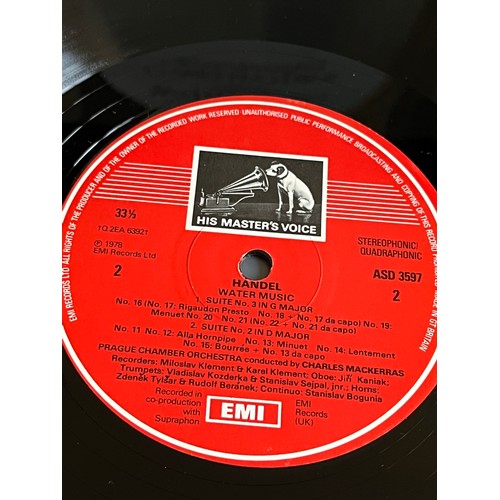 EMI RECORDS LTD ALL RIGHTS OF THE PRODUCER AND OF THE OWNER OF THE RECORDED WORK RESERVED UNAUTHORISED PUBLIC PERFORMANCE BROADCASTING AND COPYING OF THIS RECORD PROHIBITED MADE IN GT BRITAIN
HIS MASTER'S VOICE
33⅓
1Q 2EA 63921
℗ 1978
EMI Records Ltd
2
STEREOPHONIC/
QUADRAPHONIC
ASD 3597
2
HANDEL
WATER MUSIC
1. SUITE No. 3 IN G MAJOR
No. 16 (No. 17: Rigaudon Presto No. 18 + No. 17 da capo) No. 19:
Menuet No. 20 No. 21 (No. 22 + No. 21 da capo)
2. SUITE No. 2 IN D MAJOR
No. 11 No. 12: Alla Hornpipe No. 13: Minuet No. 14: Lentement
No. 15: Bourrée + No. 13 da capo
PRAGUE CHAMBER ORCHESTRA conducted by CHARLES MACKERRAS
Recorders: Miloslav Klement & Karel Klement; Oboe: Jiří Kaniak;
Trumpets: Vladislav Kozderka & Stanislav Sejpal, jnr.; Horns:
Zdeněk Tylšar & Rudolf Beránek; Continuo: Stanislav Bogunia
Recorded in
co-production
with
Supraphon
EMI
EMI
Records
(UK)